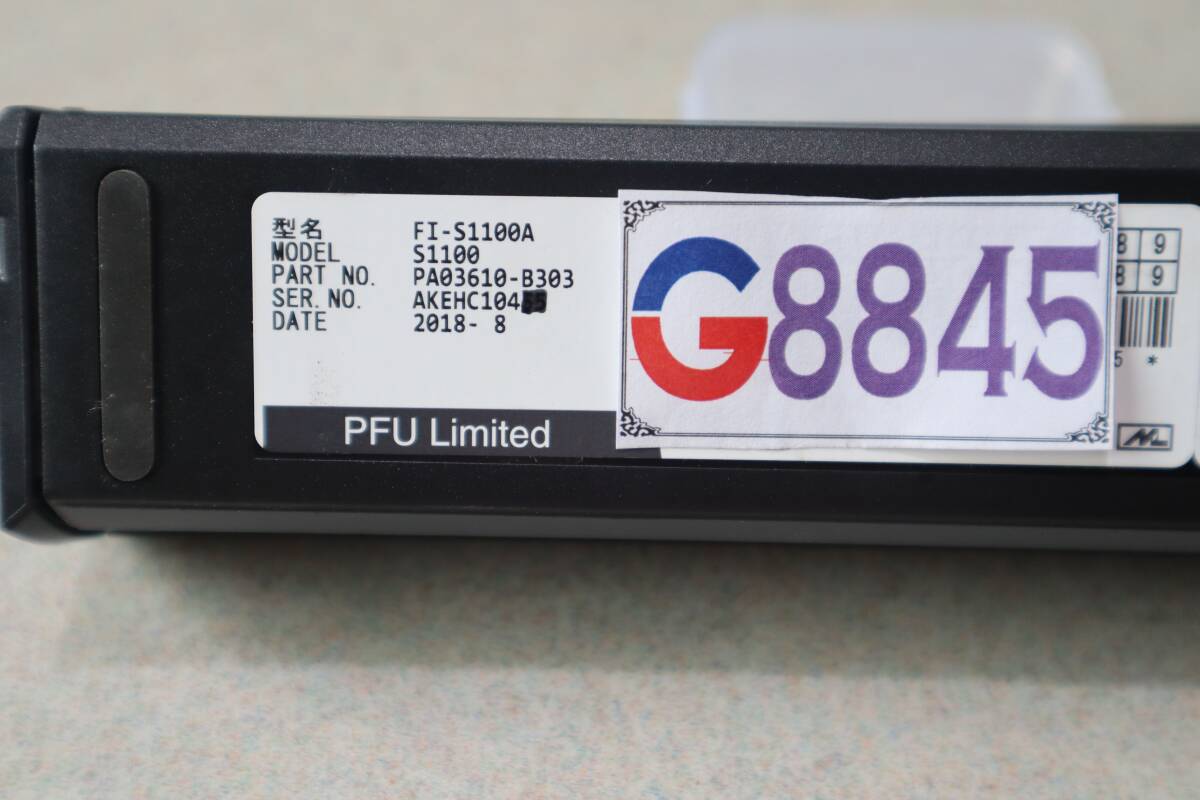 型名 FI-S1100A
MODEL S1100
PART NO. PA03610-B303
SER.NO. AKEHC104
DATE 2018- 8
PFU Limited
G8845
8 9
8 9
5 *